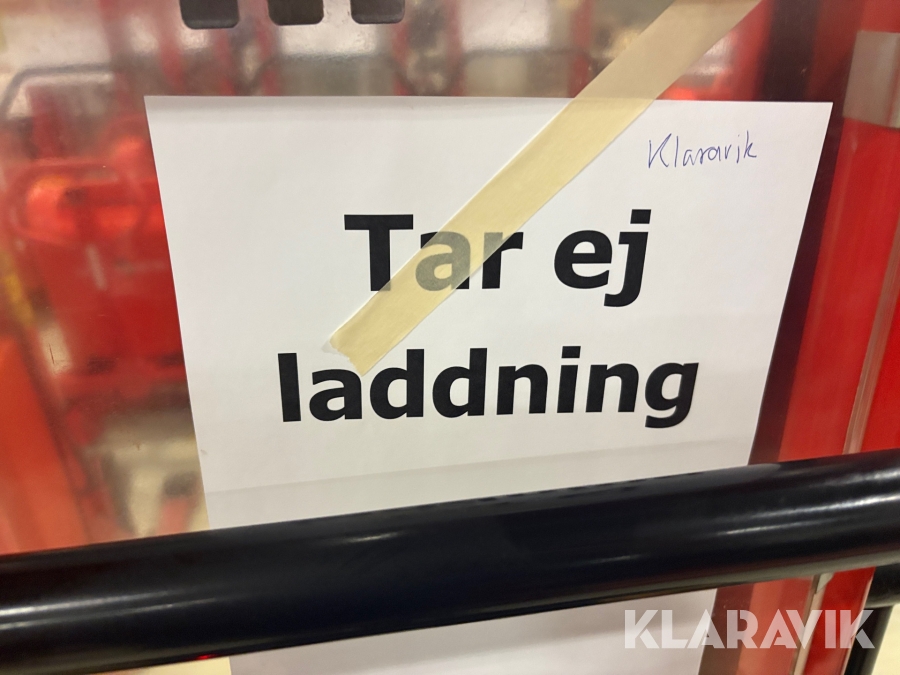 Klaravik
Tar ej
laddning
KLARAVIK